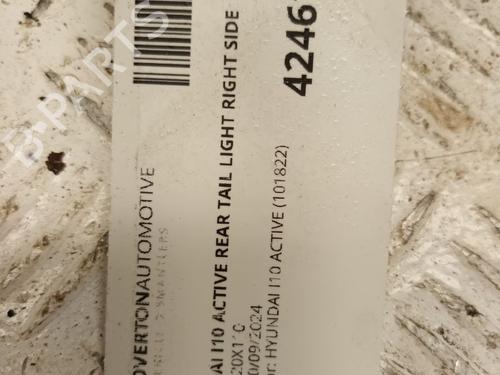 OVERTONAUTOMOTIVE
AI I10 ACTIVE REAR TAIL LIGHT RIGHT SIDE
0/09/2024
HYUNDAI I10 ACTIVE (101822)
4246
B-PARTS